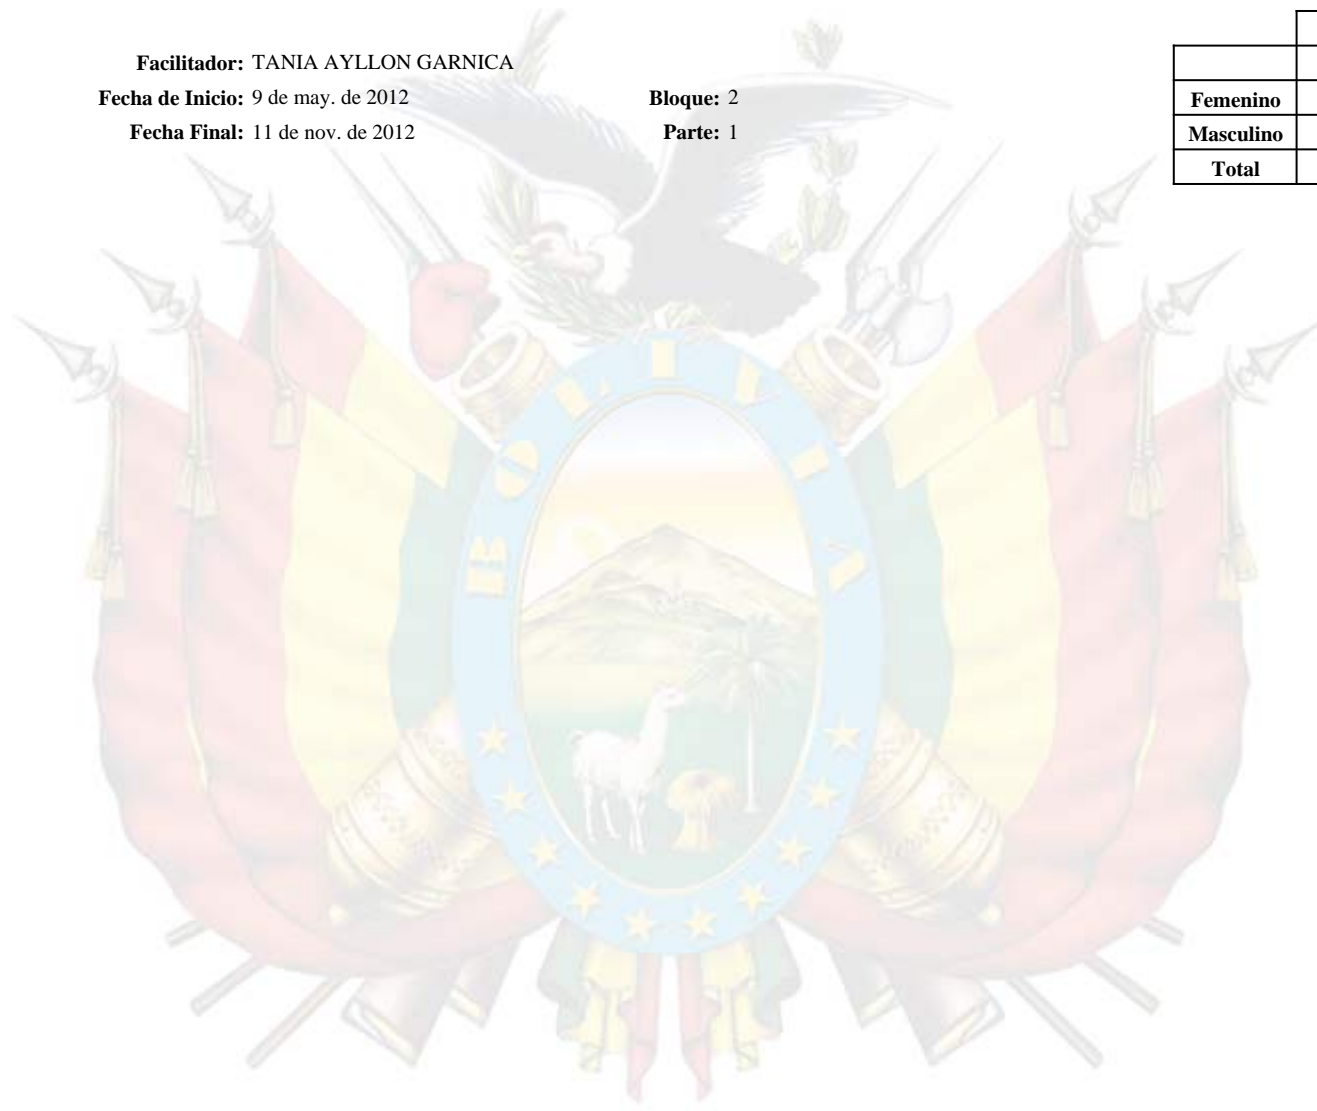 Facilitador: TANIA AYLLON GARNICA
Fecha de Inicio: 9 de may. de 2012 Bloque: 2
Fecha Final: 11 de nov. de 2012 Parte: 1
Femenino
Masculino
Total
BOLIVIA